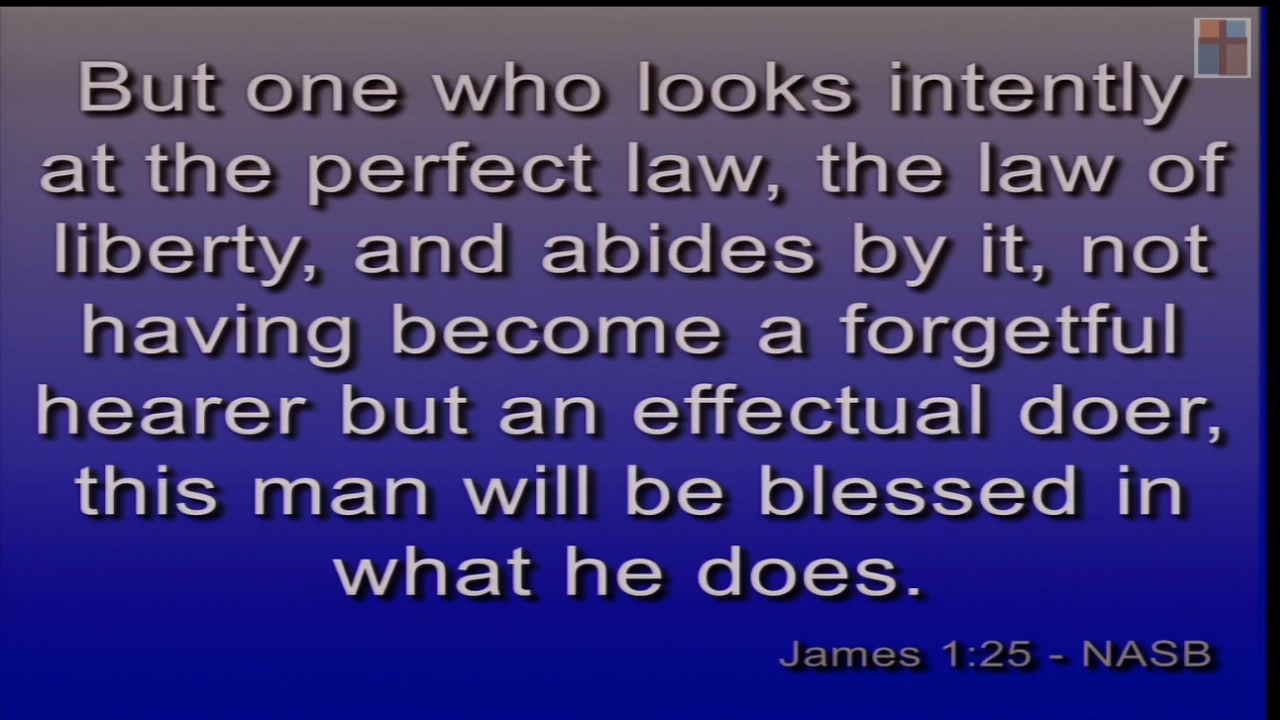 But one who looks intently
at the perfect law, the law of
liberty, and abides by it, not
having become a forgetful
hearer but an effectual doer,
this man will be blessed in
what he does.
James 1:25 - NASB